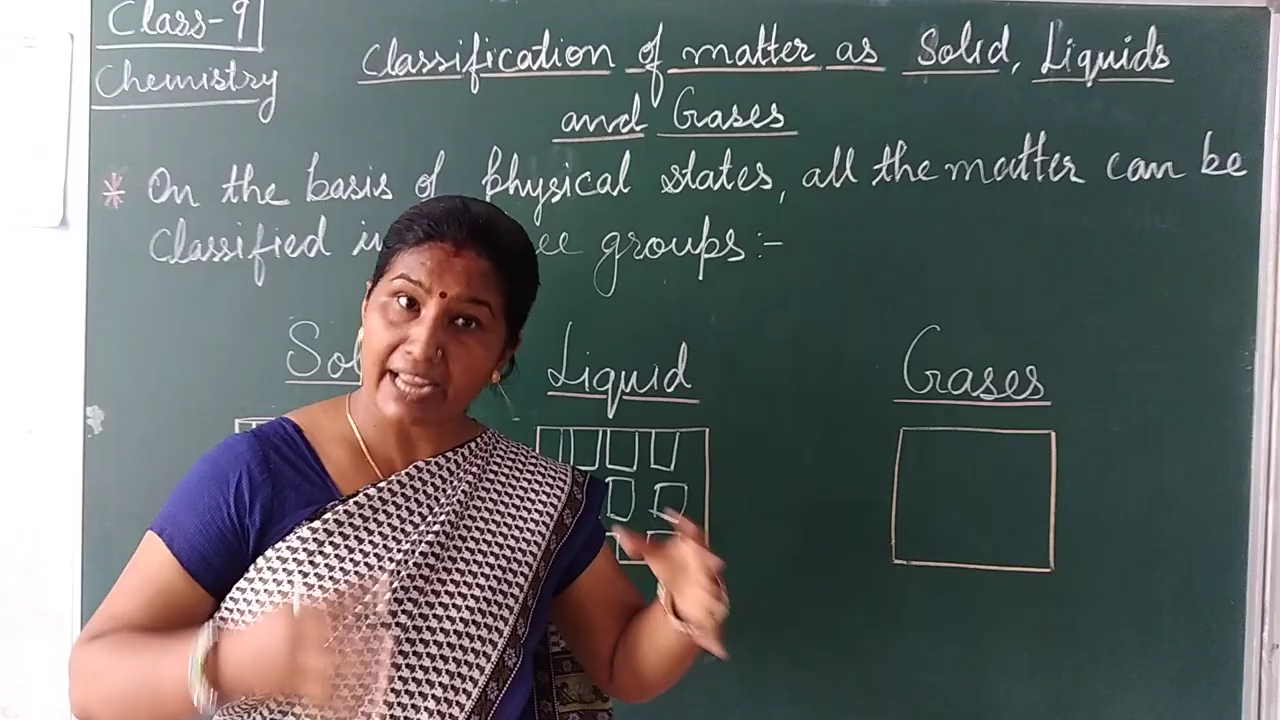 Class-9
Chemistry
Classification of matter as Solid, Liquids
and Gases
* On the basis of Physical states, all the matter can be
Classified groups:-
Liquid Gases